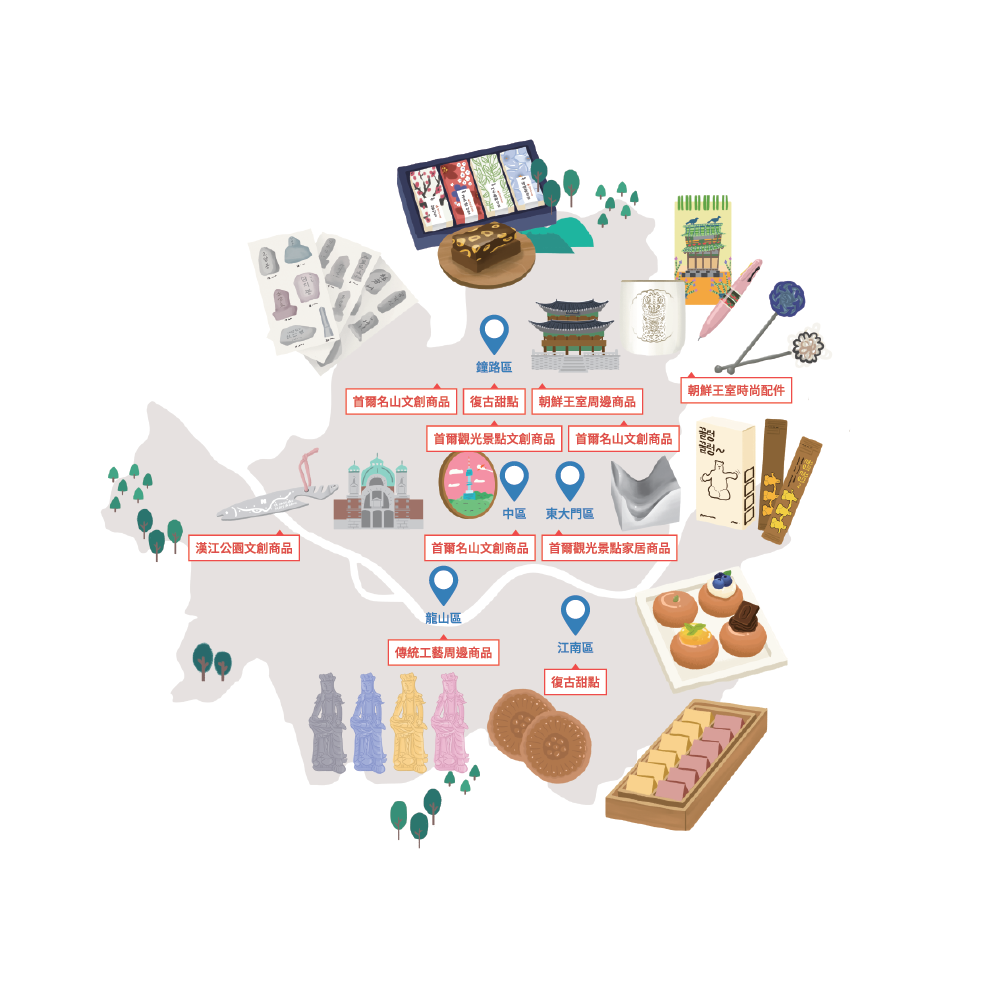 鐘路區
首爾名山文創商品
復古甜點
朝鮮王室周邊商品
朝鮮王室時尚配件
首爾觀光景點文創商品
首爾名山文創商品
콜렁
콜렁~
中區
東大門區
漢江公園文創商品
首爾名山文創商品
首爾觀光景點家居商品
龍山區
傳統工藝周邊商品
江南區
復古甜點